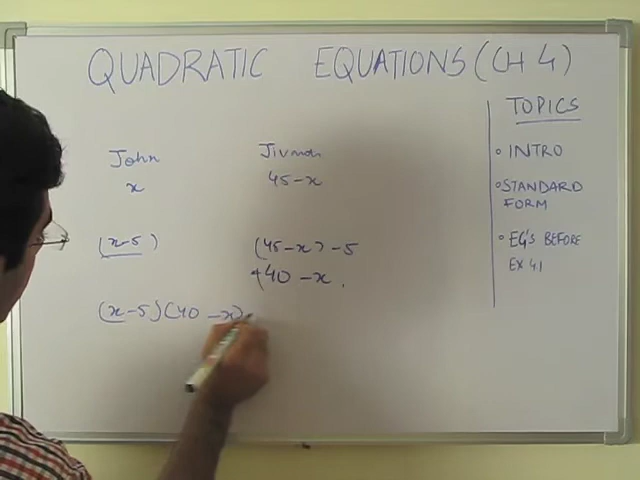 QUADRATIC EQUATIONS (CH 4)
John Jivnan
x 45-x
(x-5) (45-x)-5
40-x.
(x-5)(40-x)
TOPICS
INTRO
STANDARD
FORM
EG'S BEFORE
EX 4.1